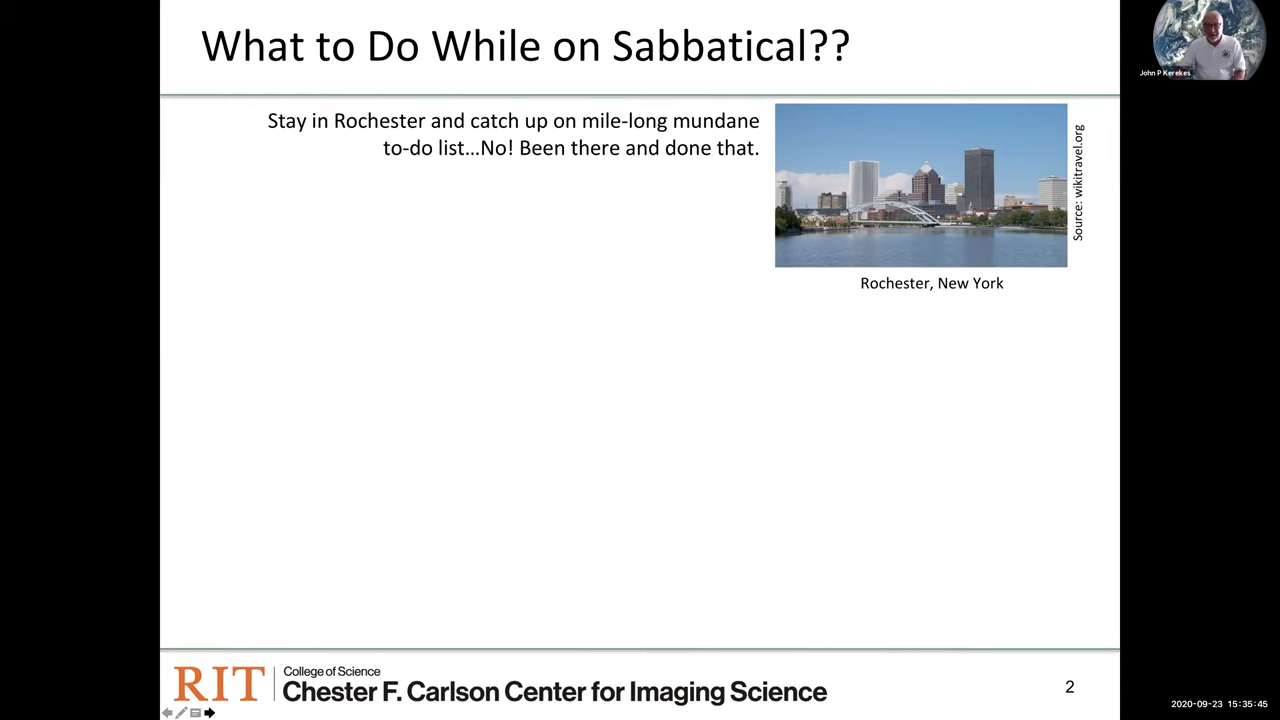 What to Do While on Sabbatical??
John P Kerekes
Stay in Rochester and catch up on mile-long mundane
to-do list...No! Been there and done that.
Source: wikitravel.org
Rochester, New York
RIT
College of Science
Chester F. Carlson Center for Imaging Science
2
2020-09-23 15:35:45